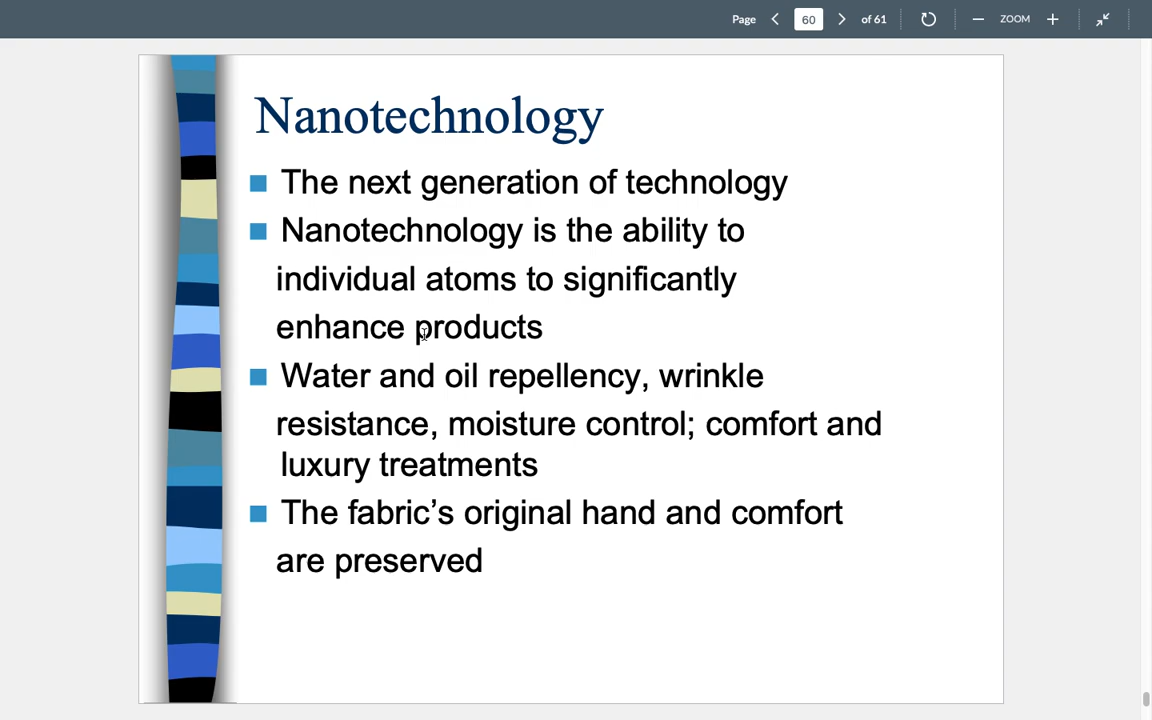 Page 60 of 61 ZOOM
Nanotechnology
The next generation of technology
Nanotechnology is the ability to
individual atoms to significantly
enhance products
Water and oil repellency, wrinkle
resistance, moisture control; comfort and
luxury treatments
The fabric’s original hand and comfort
are preserved